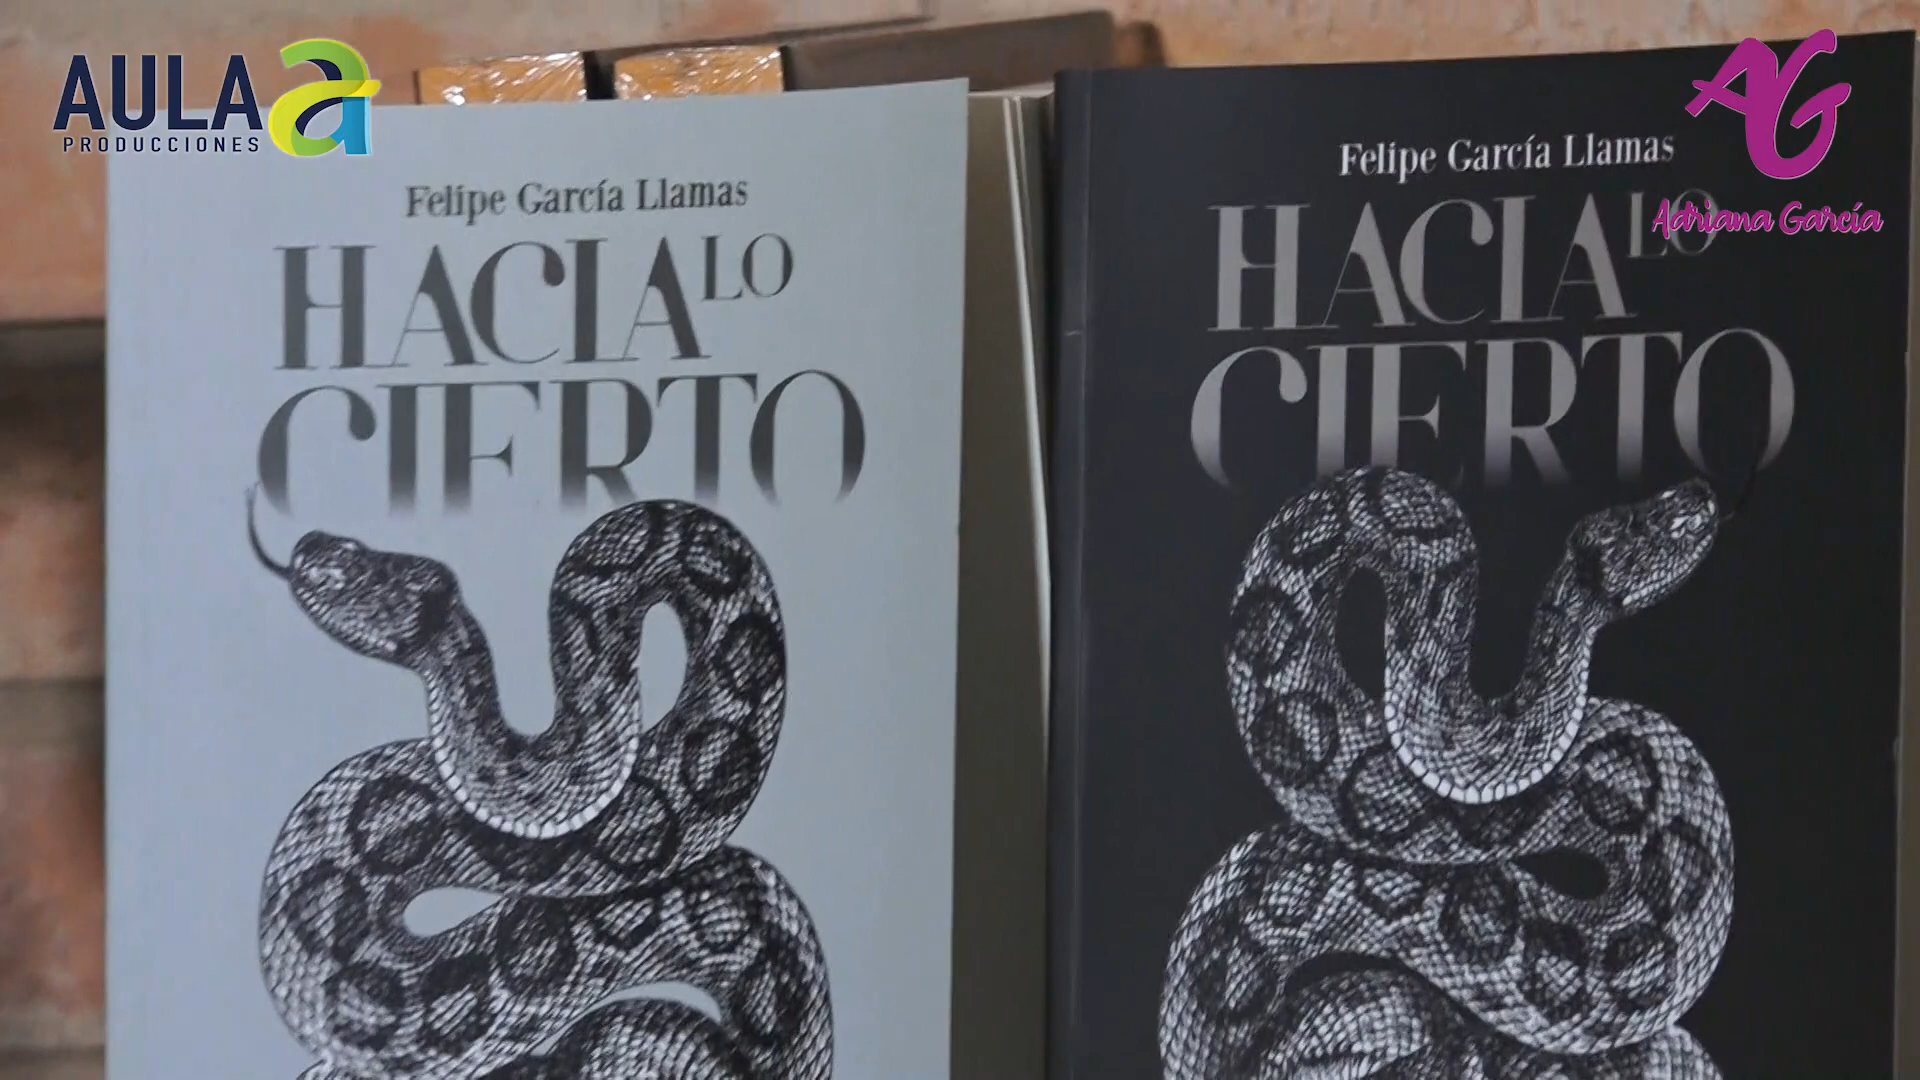 AULA
PRODUCCIONES
Felipe García Llamas
HACIA LO
CIERTO
Felipe García Llamas
HACIA LO
CIERTO
AG
Adriana García